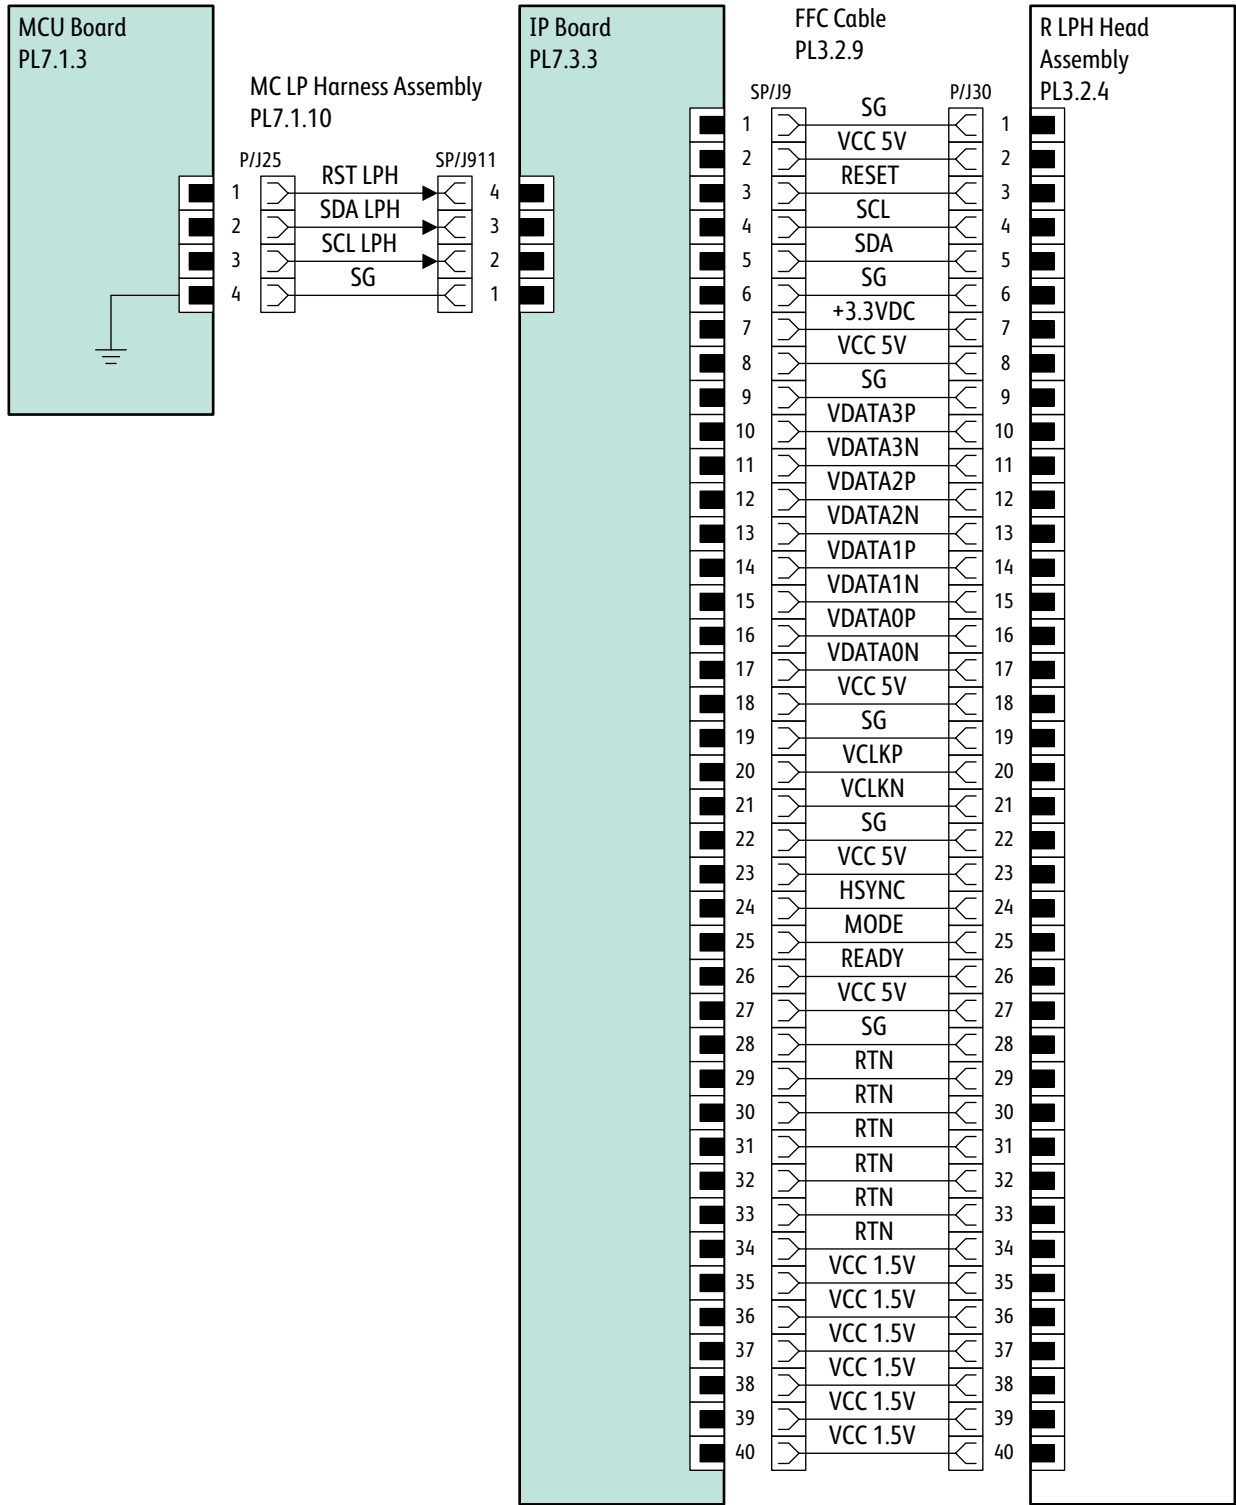 MCU Board
PL7.1.3
MC LP Harness Assembly
PL7.1.10
P/J25 SP/J911
1 RST LPH 4
2 SDA LPH 3
3 SCL LPH 2
4 SG 1
IP Board
PL7.3.3
FFC Cable
PL3.2.9
R LPH Head
Assembly
PL3.2.4
SP/J9 P/J30
1 SG 1
2 VCC 5V 2
3 RESET 3
4 SCL 4
5 SDA 5
6 SG 6
7 +3.3VDC 7
8 VCC 5V 8
9 SG 9
10 VDATA3P 10
11 VDATA3N 11
12 VDATA2P 12
13 VDATA2N 13
14 VDATA1P 14
15 VDATA1N 15
16 VDATA0P 16
17 VDATA0N 17
18 VCC 5V 18
19 SG 19
20 VCLKP 20
21 VCLKN 21
22 SG 22
23 VCC 5V 23
24 HSYNC 24
25 MODE 25
26 READY 26
27 VCC 5V 27
28 SG 28
29 RTN 29
30 RTN 30
31 RTN 31
32 RTN 32
33 RTN 33
34 RTN 34
35 VCC 1.5V 35
36 VCC 1.5V 36
37 VCC 1.5V 37
38 VCC 1.5V 38
39 VCC 1.5V 39
40 VCC 1.5V 40